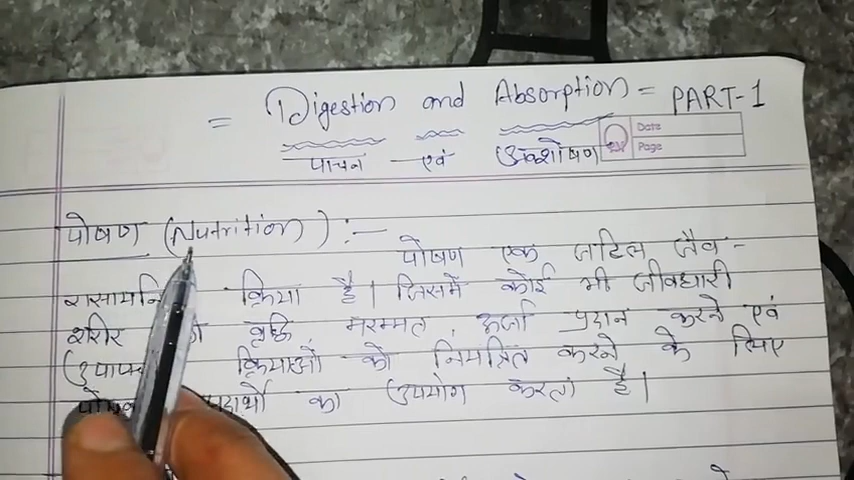 = Digestion and Absorption = PART-1
पाचन एवं अवशोषण
Date
Page
पोषण (Nutrition) :—
पोषण एक जटिल जैव -
क्रिया है। जिसमें कोई भी जीवधारी
शरीर वृद्धि, मरम्मत, ऊर्जा प्रदान करने एवं
क्रियाओं को नियंत्रित करने के लिए
का उपयोग करता है।